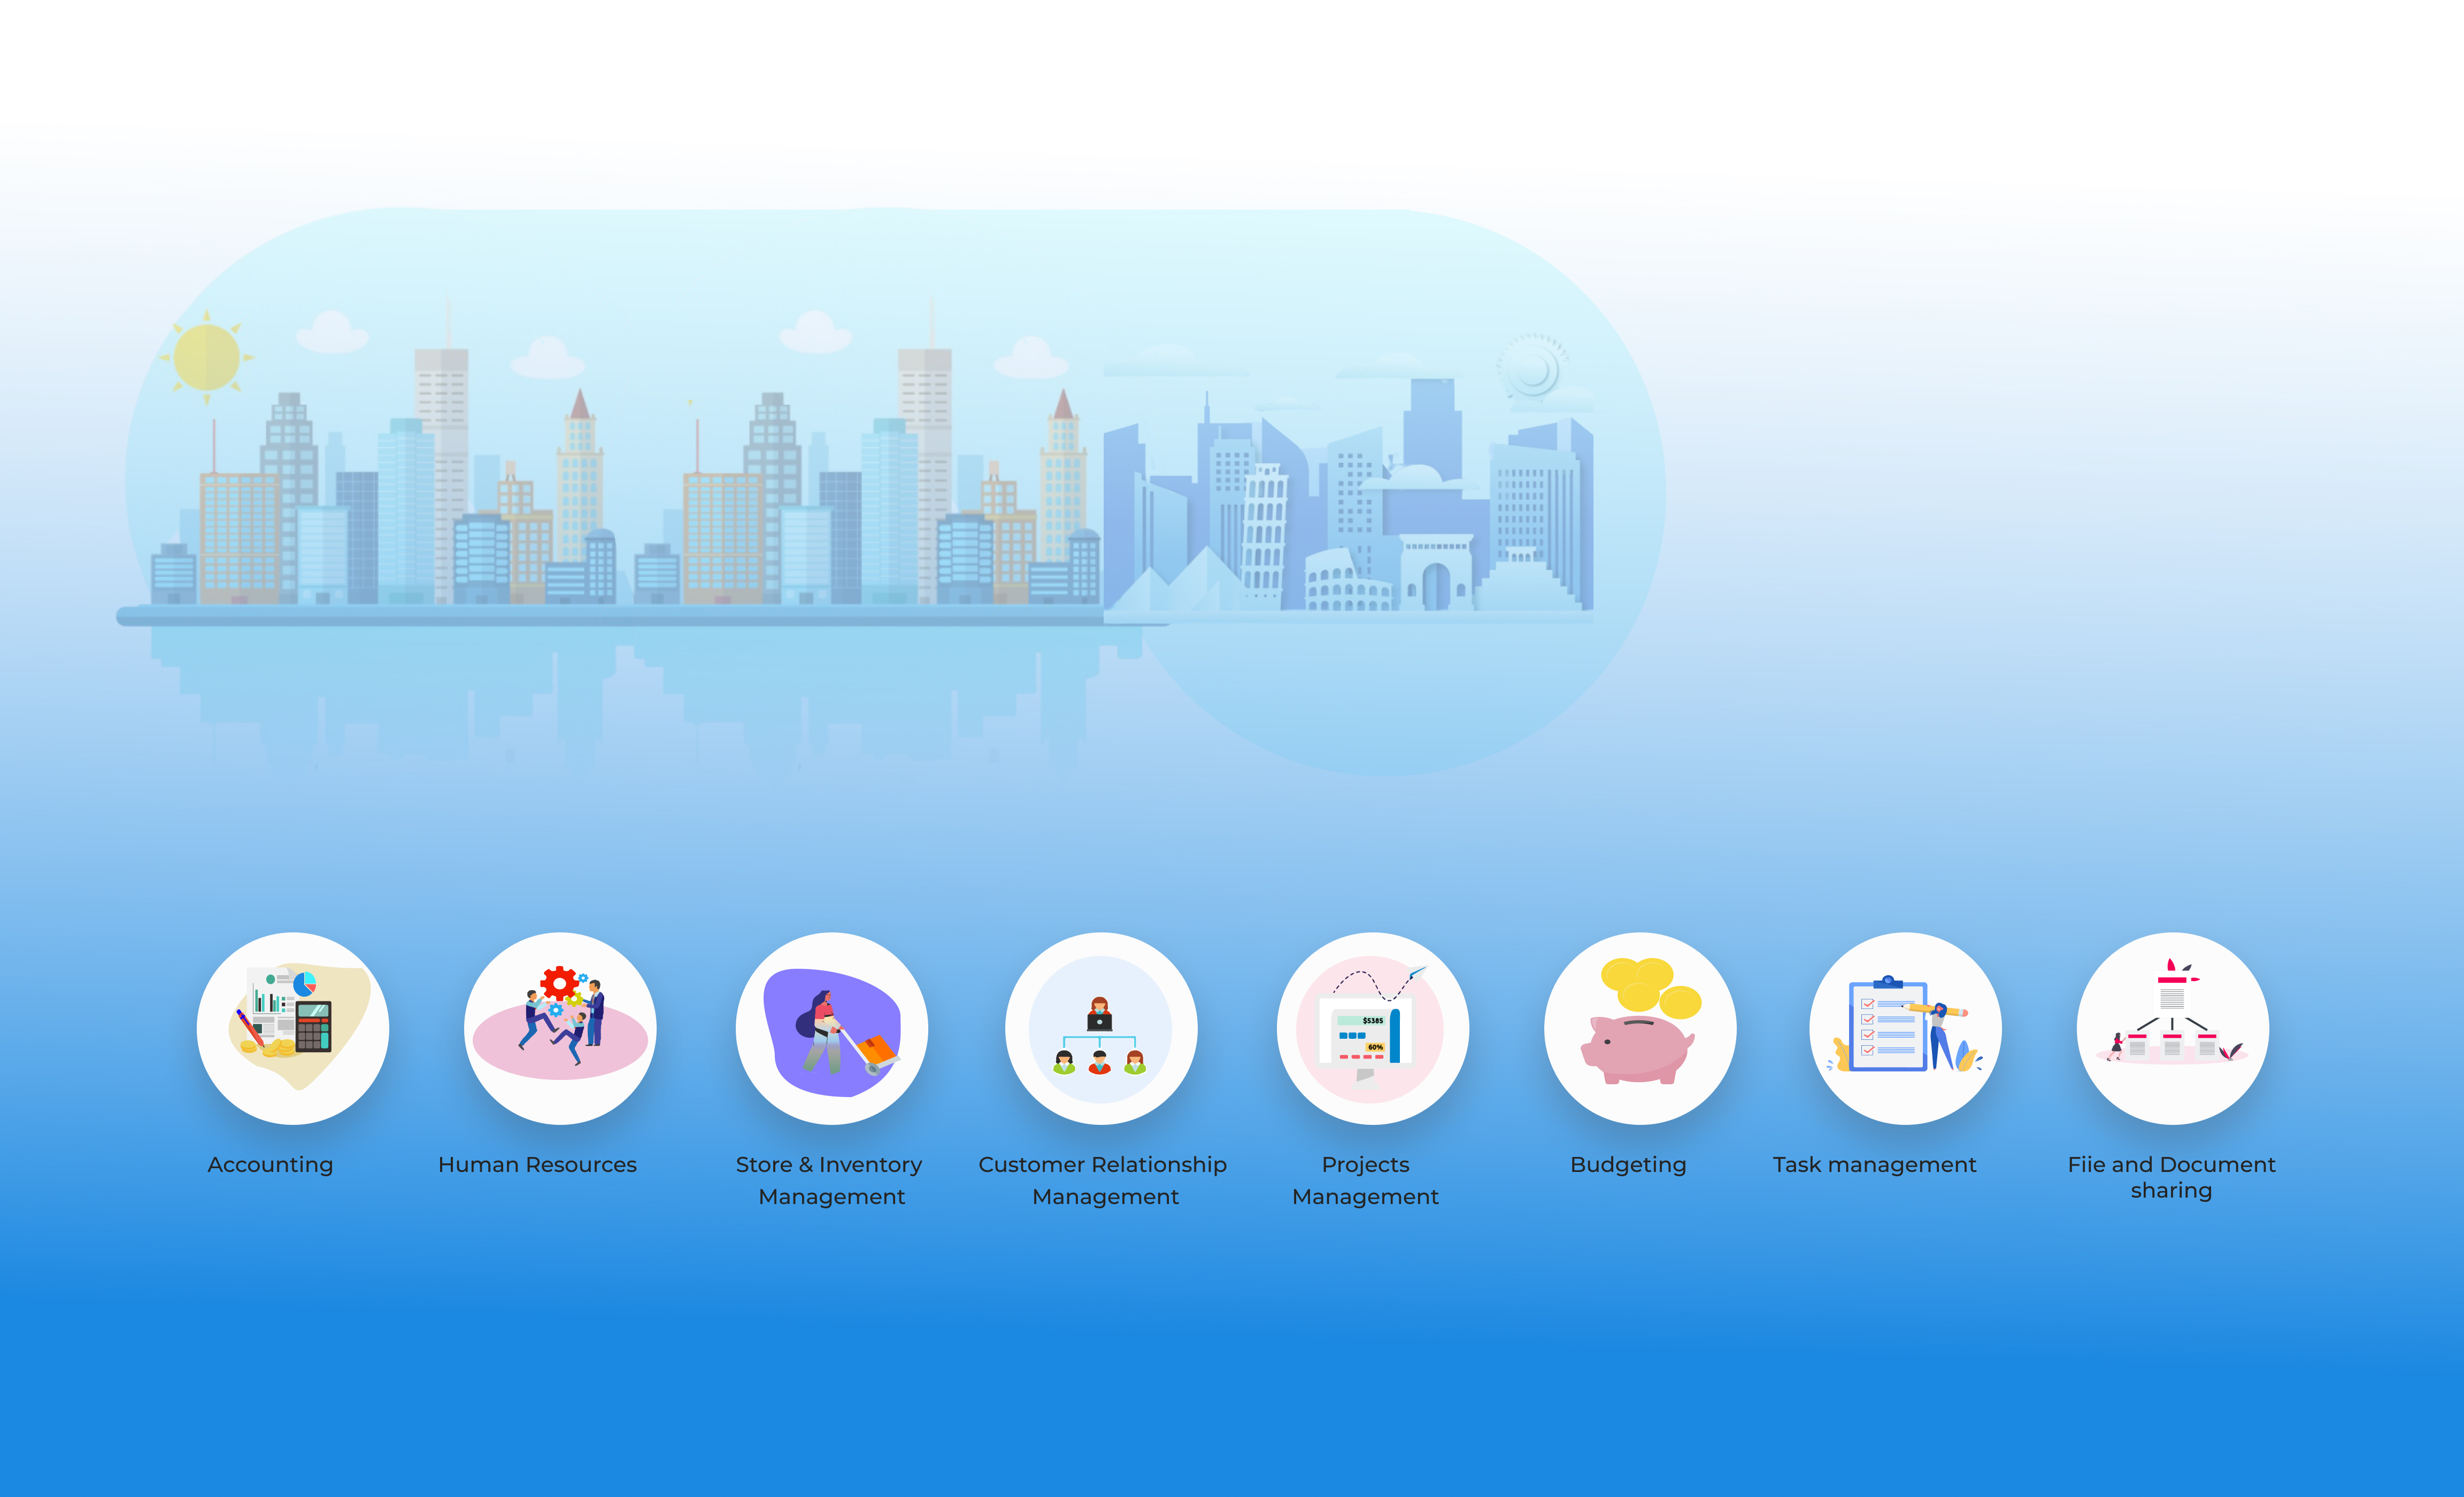 $5385
60%
Accounting
Human Resources
Store & Inventory
Management
Customer Relationship
Management
Projects
Management
Budgeting
Task management
Fiie and Document
sharing